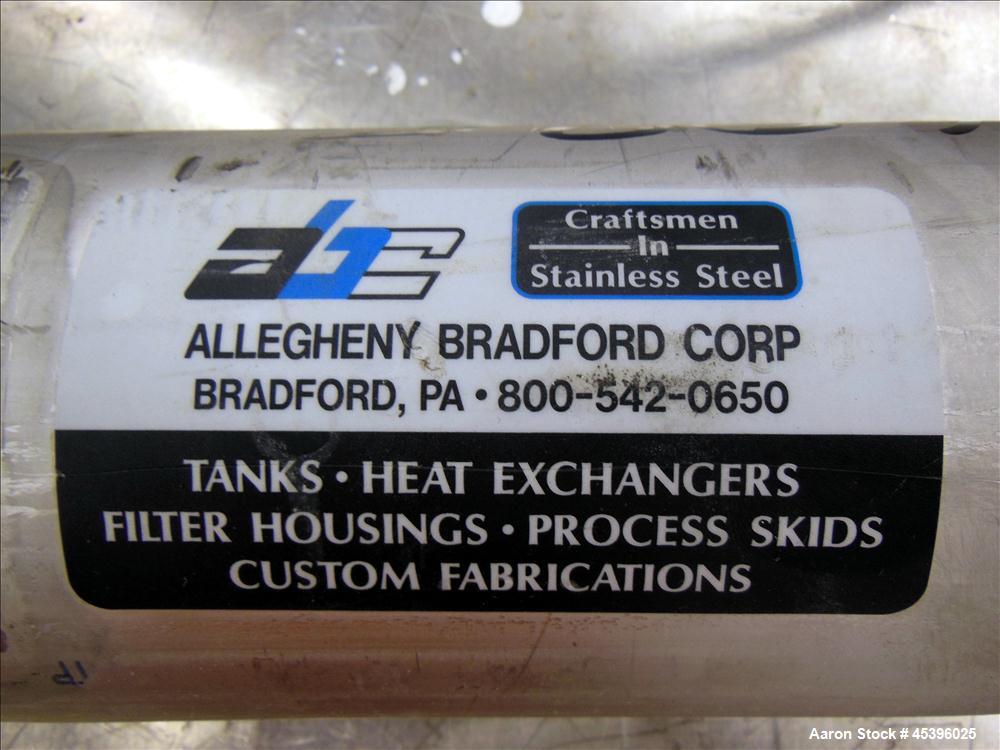 abc
Craftsmen
In
Stainless Steel
ALLEGHENY BRADFORD CORP
BRADFORD, PA • 800-542-0650
TANKS • HEAT EXCHANGERS
FILTER HOUSINGS • PROCESS SKIDS
CUSTOM FABRICATIONS
Aaron Stock # 45396025